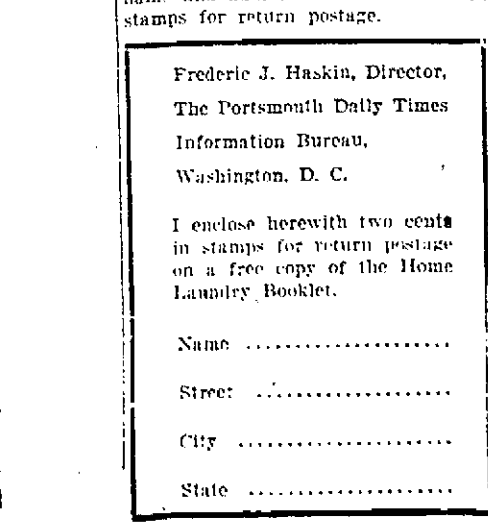 stamps for return postage.
Frederic J. Haskin, Director,
The Portsmouth Daily Times
Information Bureau,
Washington, D. C.
I enclose herewith two cents
in stamps for return postage
on a free copy of the Home
Laundry Booklet.
Name .....................
Street ....................
City ......................
State .....................